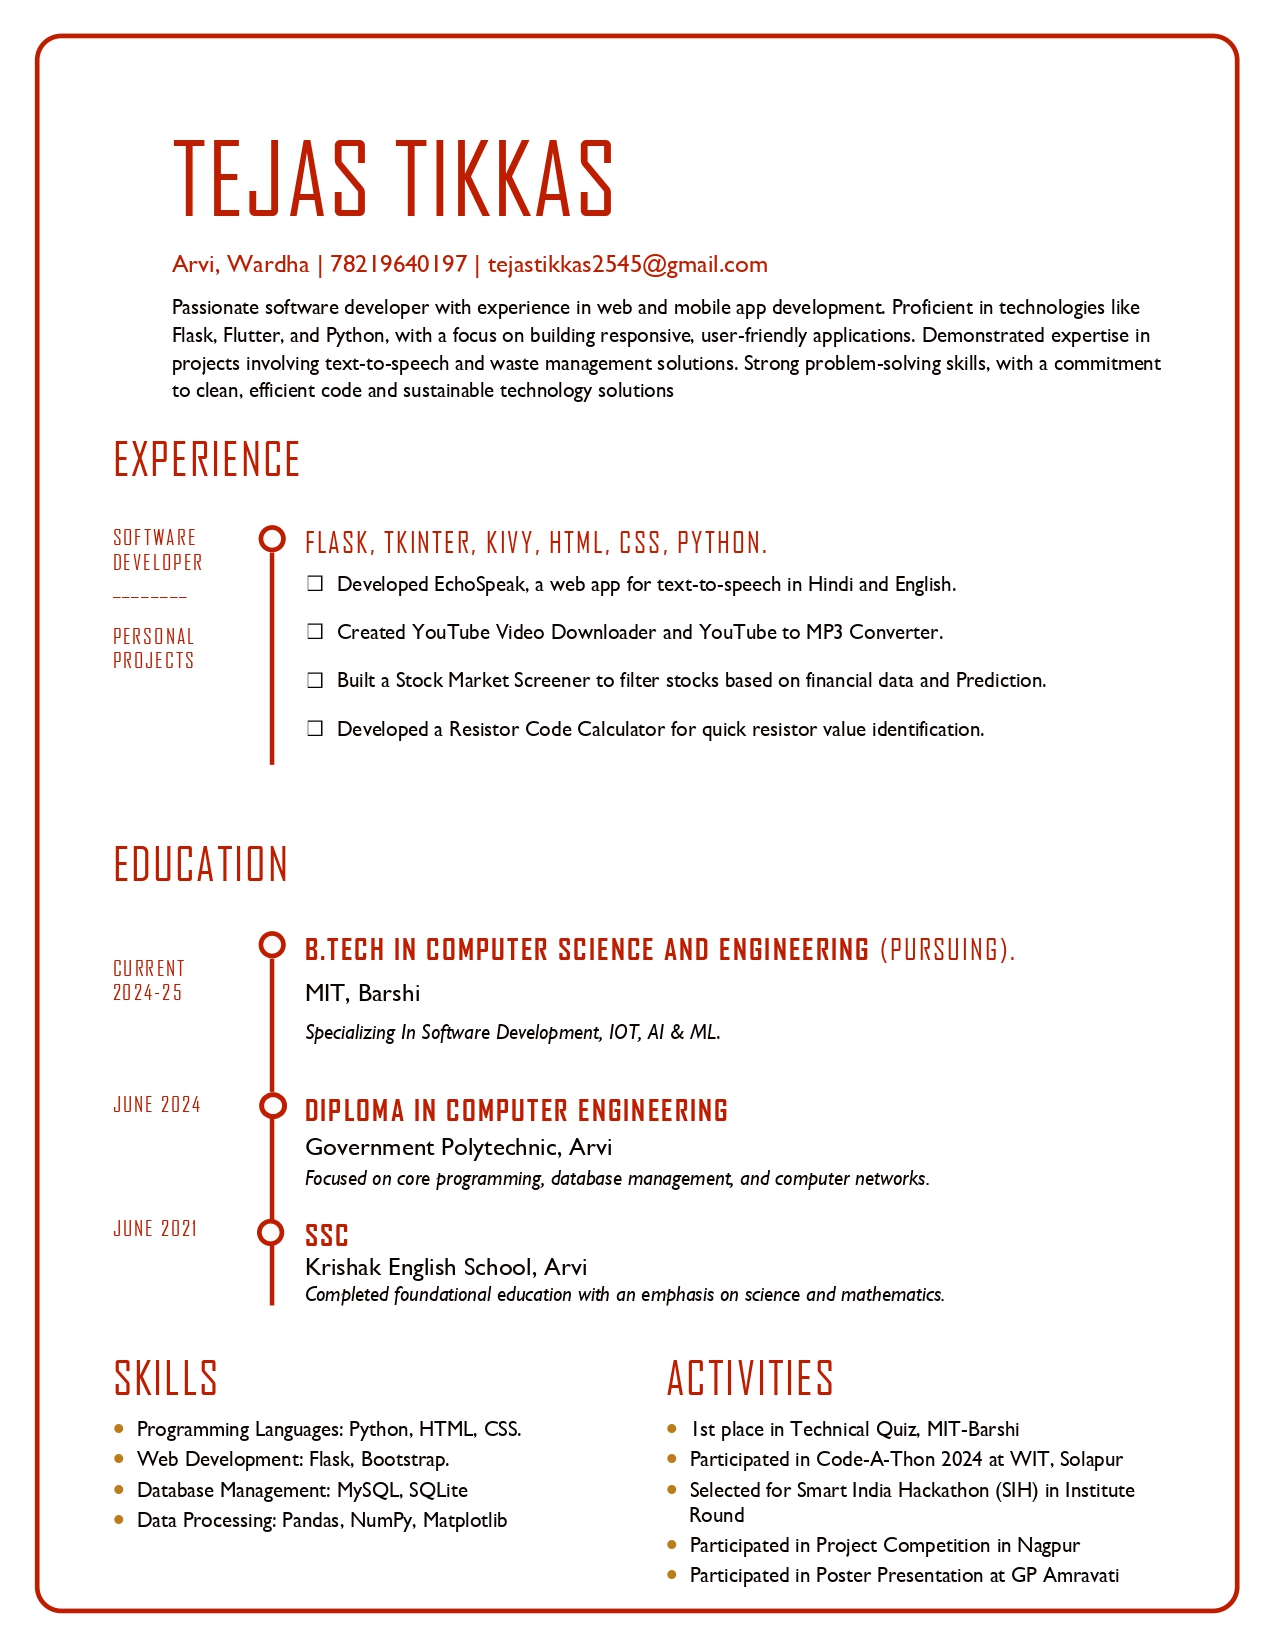 TEJAS TIKKAS
Arvi, Wardha | 78219640197 | tejastikkas2545@gmail.com
Passionate software developer with experience in web and mobile app development. Proficient in technologies like
Flask, Flutter, and Python, with a focus on building responsive, user-friendly applications. Demonstrated expertise in
projects involving text-to-speech and waste management solutions. Strong problem-solving skills, with a commitment
to clean, efficient code and sustainable technology solutions
EXPERIENCE
SOFTWARE
DEVELOPER
________
PERSONAL
PROJECTS
FLASK, TKINTER, KIVY, HTML, CSS, PYTHON.
☐ Developed EchoSpeak, a web app for text-to-speech in Hindi and English.
☐ Created YouTube Video Downloader and YouTube to MP3 Converter.
☐ Built a Stock Market Screener to filter stocks based on financial data and Prediction.
☐ Developed a Resistor Code Calculator for quick resistor value identification.
EDUCATION
CURRENT
2024-25
B.TECH IN COMPUTER SCIENCE AND ENGINEERING (PURSUING).
MIT, Barshi
Specializing In Software Development, IOT, AI & ML.
JUNE 2024
DIPLOMA IN COMPUTER ENGINEERING
Government Polytechnic, Arvi
Focused on core programming, database management, and computer networks.
JUNE 2021
SSC
Krishak English School, Arvi
Completed foundational education with an emphasis on science and mathematics.
SKILLS
• Programming Languages: Python, HTML, CSS.
• Web Development: Flask, Bootstrap.
• Database Management: MySQL, SQLite
• Data Processing: Pandas, NumPy, Matplotlib
ACTIVITIES
• 1st place in Technical Quiz, MIT-Barshi
• Participated in Code-A-Thon 2024 at WIT, Solapur
• Selected for Smart India Hackathon (SIH) in Institute
Round
• Participated in Project Competition in Nagpur
• Participated in Poster Presentation at GP Amravati